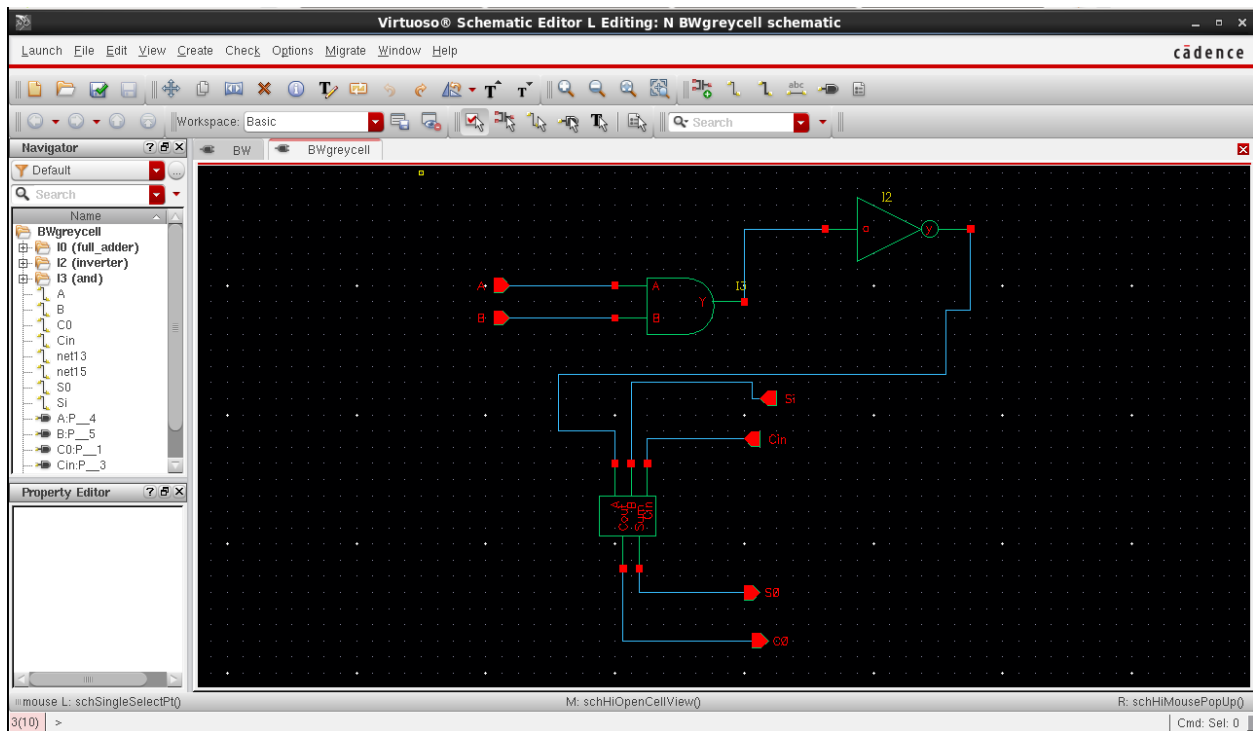 Virtuoso® Schematic Editor L Editing: N BWgreycell schematic
Launch File Edit View Create Check Options Migrate Window Help
cādence
Workspace: Basic
Search
Navigator
BW
BWgreycell
Default
Search
Name
BWgreycell
I0 (full_adder)
I2 (inverter)
I3 (and)
A
B
C0
Cin
net13
net15
S0
Si
A:P__4
B:P__5
C0:P__1
Cin:P__3
Property Editor
I2
a
y
A
A
I3
Y
B
B
Si
Cin
A
B
Cin
Cout
Sum
S0
C0
mouse L: schSingleSelectPt()
M: schHiOpenCellView()
R: schHiMousePopUp()
3(10)
>
Cmd: Sel: 0